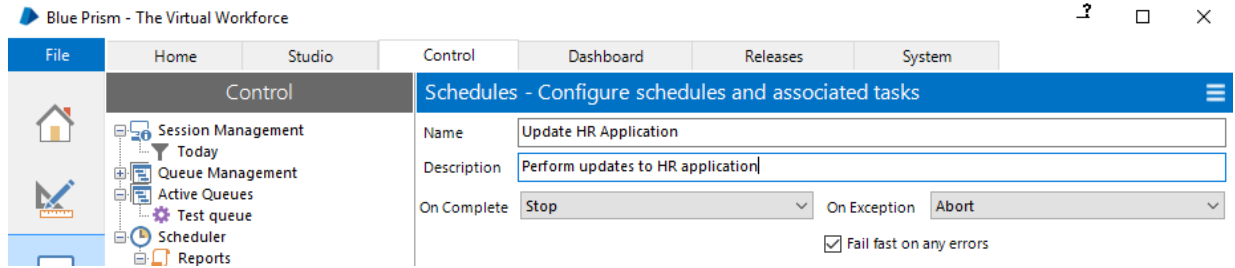 Blue Prism - The Virtual Workforce
File Home Studio Control Dashboard Releases System
Control
Schedules - Configure schedules and associated tasks
Session Management
Today
Queue Management
Active Queues
Test queue
Scheduler
Reports
Name Update HR Application
Description Perform updates to HR application
On Complete Stop On Exception Abort
Fail fast on any errors